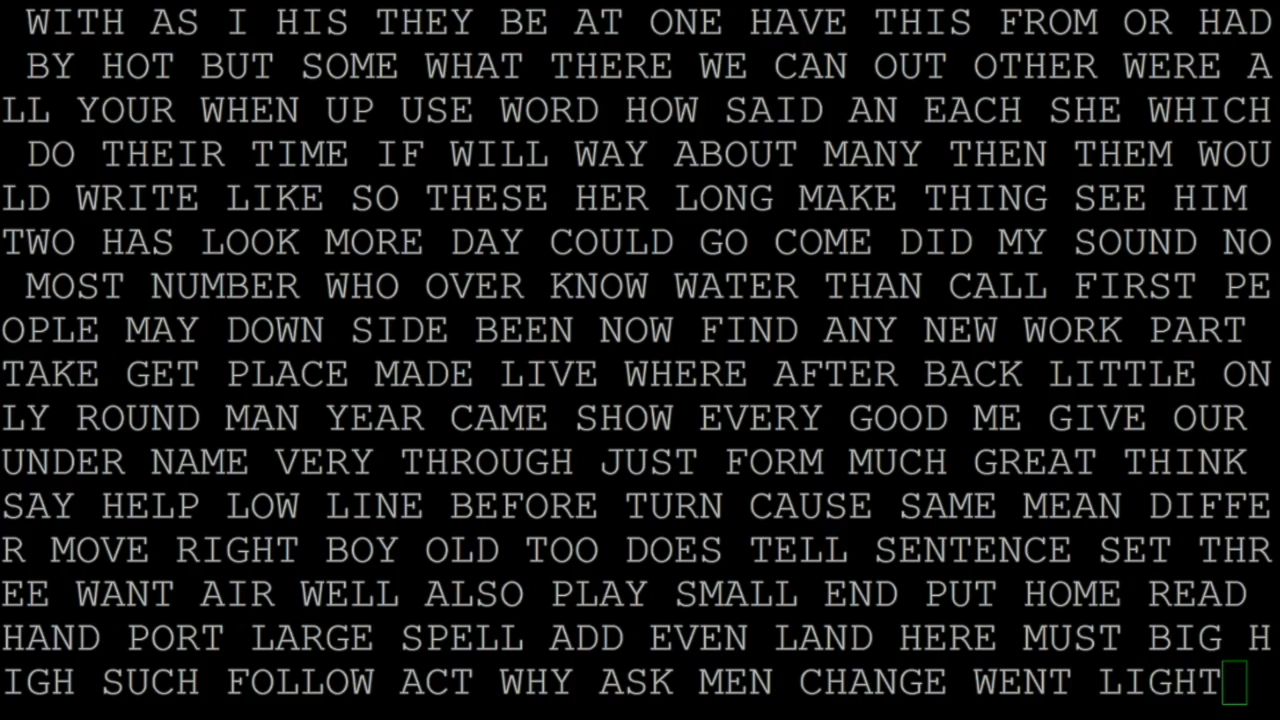 WITH AS I HIS THEY BE AT ONE HAVE THIS FROM OR HAD
BY HOT BUT SOME WHAT THERE WE CAN OUT OTHER WERE A
LL YOUR WHEN UP USE WORD HOW SAID AN EACH SHE WHICH
DO THEIR TIME IF WILL WAY ABOUT MANY THEN THEM WOU
LD WRITE LIKE SO THESE HER LONG MAKE THING SEE HIM
TWO HAS LOOK MORE DAY COULD GO COME DID MY SOUND NO
MOST NUMBER WHO OVER KNOW WATER THAN CALL FIRST PE
OPLE MAY DOWN SIDE BEEN NOW FIND ANY NEW WORK PART
TAKE GET PLACE MADE LIVE WHERE AFTER BACK LITTLE ON
LY ROUND MAN YEAR CAME SHOW EVERY GOOD ME GIVE OUR
UNDER NAME VERY THROUGH JUST FORM MUCH GREAT THINK
SAY HELP LOW LINE BEFORE TURN CAUSE SAME MEAN DIFFE
R MOVE RIGHT BOY OLD TOO DOES TELL SENTENCE SET THR
EE WANT AIR WELL ALSO PLAY SMALL END PUT HOME READ
HAND PORT LARGE SPELL ADD EVEN LAND HERE MUST BIG H
IGH SUCH FOLLOW ACT WHY ASK MEN CHANGE WENT LIGHT